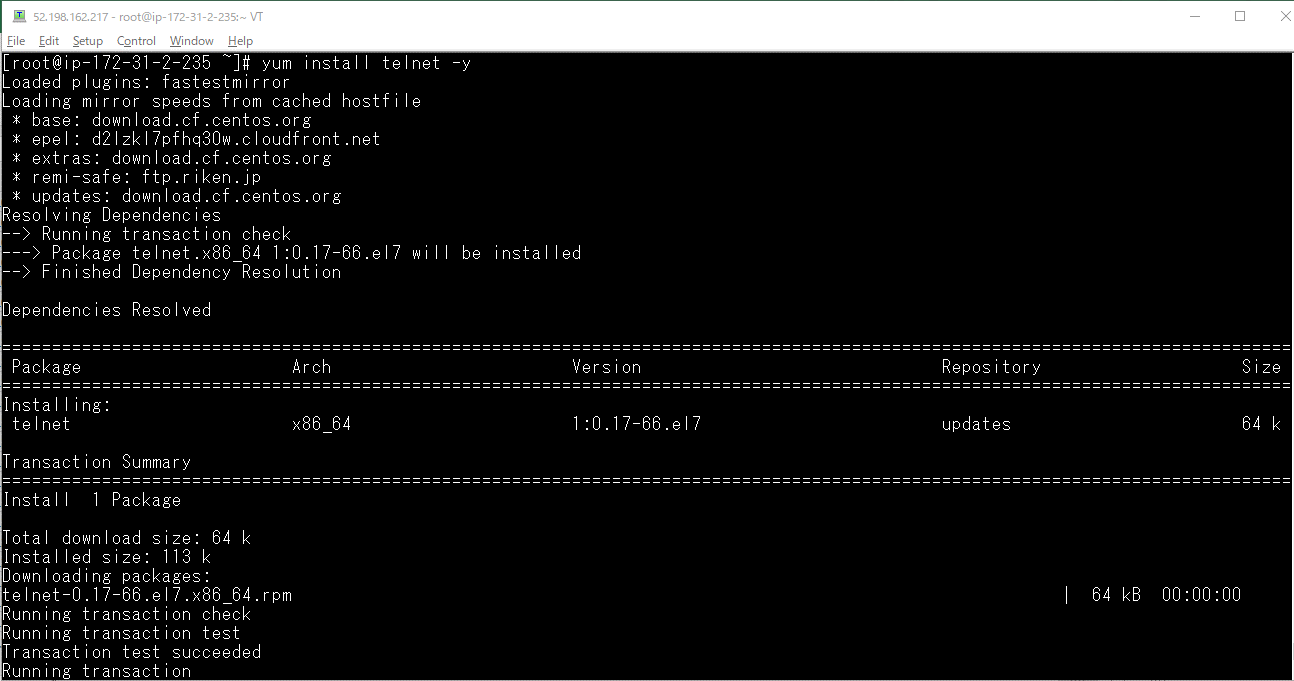 52.198.162.217 - root@ip-172-31-2-235:~ VT
File Edit Setup Control Window Help
[root@ip-172-31-2-235 ~]# yum install telnet -y
Loaded plugins: fastestmirror
Loading mirror speeds from cached hostfile
 * base: download.cf.centos.org
 * epel: d2lzkl7pfhq30w.cloudfront.net
 * extras: download.cf.centos.org
 * remi-safe: ftp.riken.jp
 * updates: download.cf.centos.org
Resolving Dependencies
--> Running transaction check
---> Package telnet.x86_64 1:0.17-66.el7 will be installed
--> Finished Dependency Resolution
Dependencies Resolved
================================================================================================================================
Package Arch Version Repository Size
================================================================================================================================
Installing:
telnet x86_64 1:0.17-66.el7 updates 64 k
Transaction Summary
================================================================================================================================
Install  1 Package
Total download size: 64 k
Installed size: 113 k
Downloading packages:
telnet-0.17-66.el7.x86_64.rpm | 64 kB 00:00:00
Running transaction check
Running transaction test
Transaction test succeeded
Running transaction